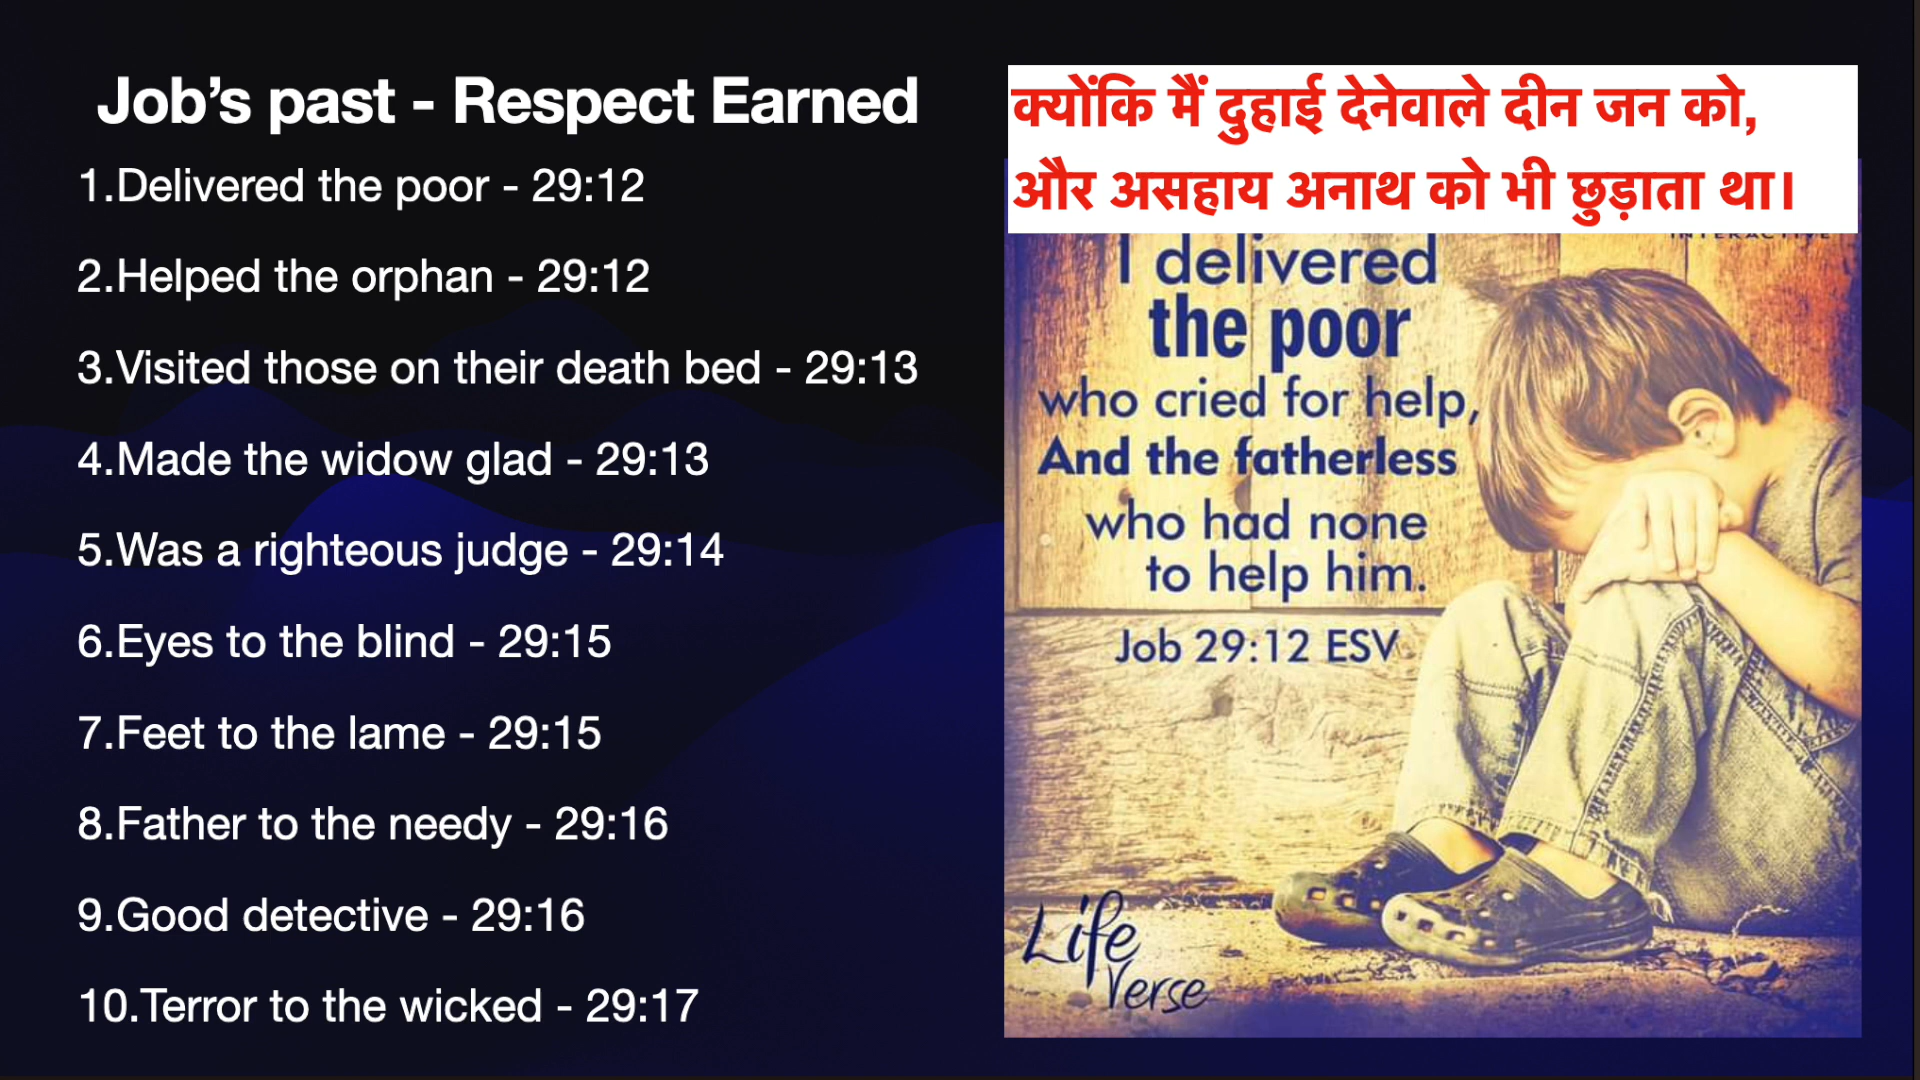 Job’s past - Respect Earned
1.Delivered the poor - 29:12
2.Helped the orphan - 29:12
3.Visited those on their death bed - 29:13
4.Made the widow glad - 29:13
5.Was a righteous judge - 29:14
6.Eyes to the blind - 29:15
7.Feet to the lame - 29:15
8.Father to the needy - 29:16
9.Good detective - 29:16
10.Terror to the wicked - 29:17
क्योंकि मैं दुहाई देनेवाले दीन जन को,
और असहाय अनाथ को भी छुड़ाता था।
I delivered
the poor
who cried for help,
And the fatherless
who had none
to help him.
Job 29:12 ESV
Life
Verse